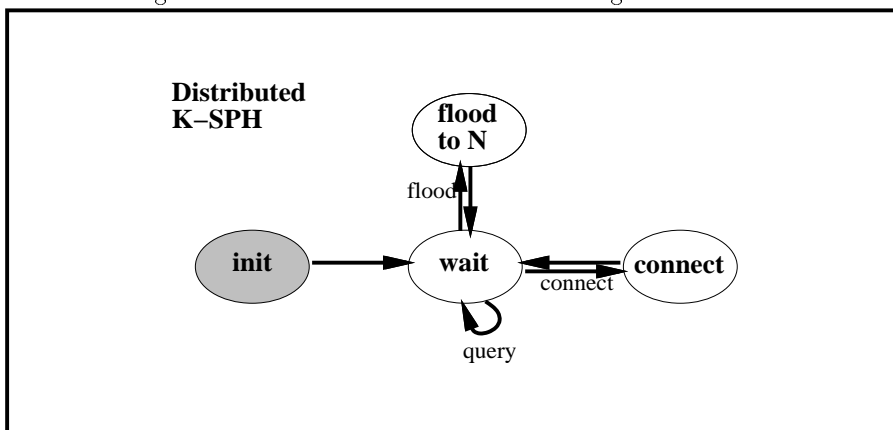 Distributed
K–SPH
flood
to N
flood
init
wait
connect
connect
query